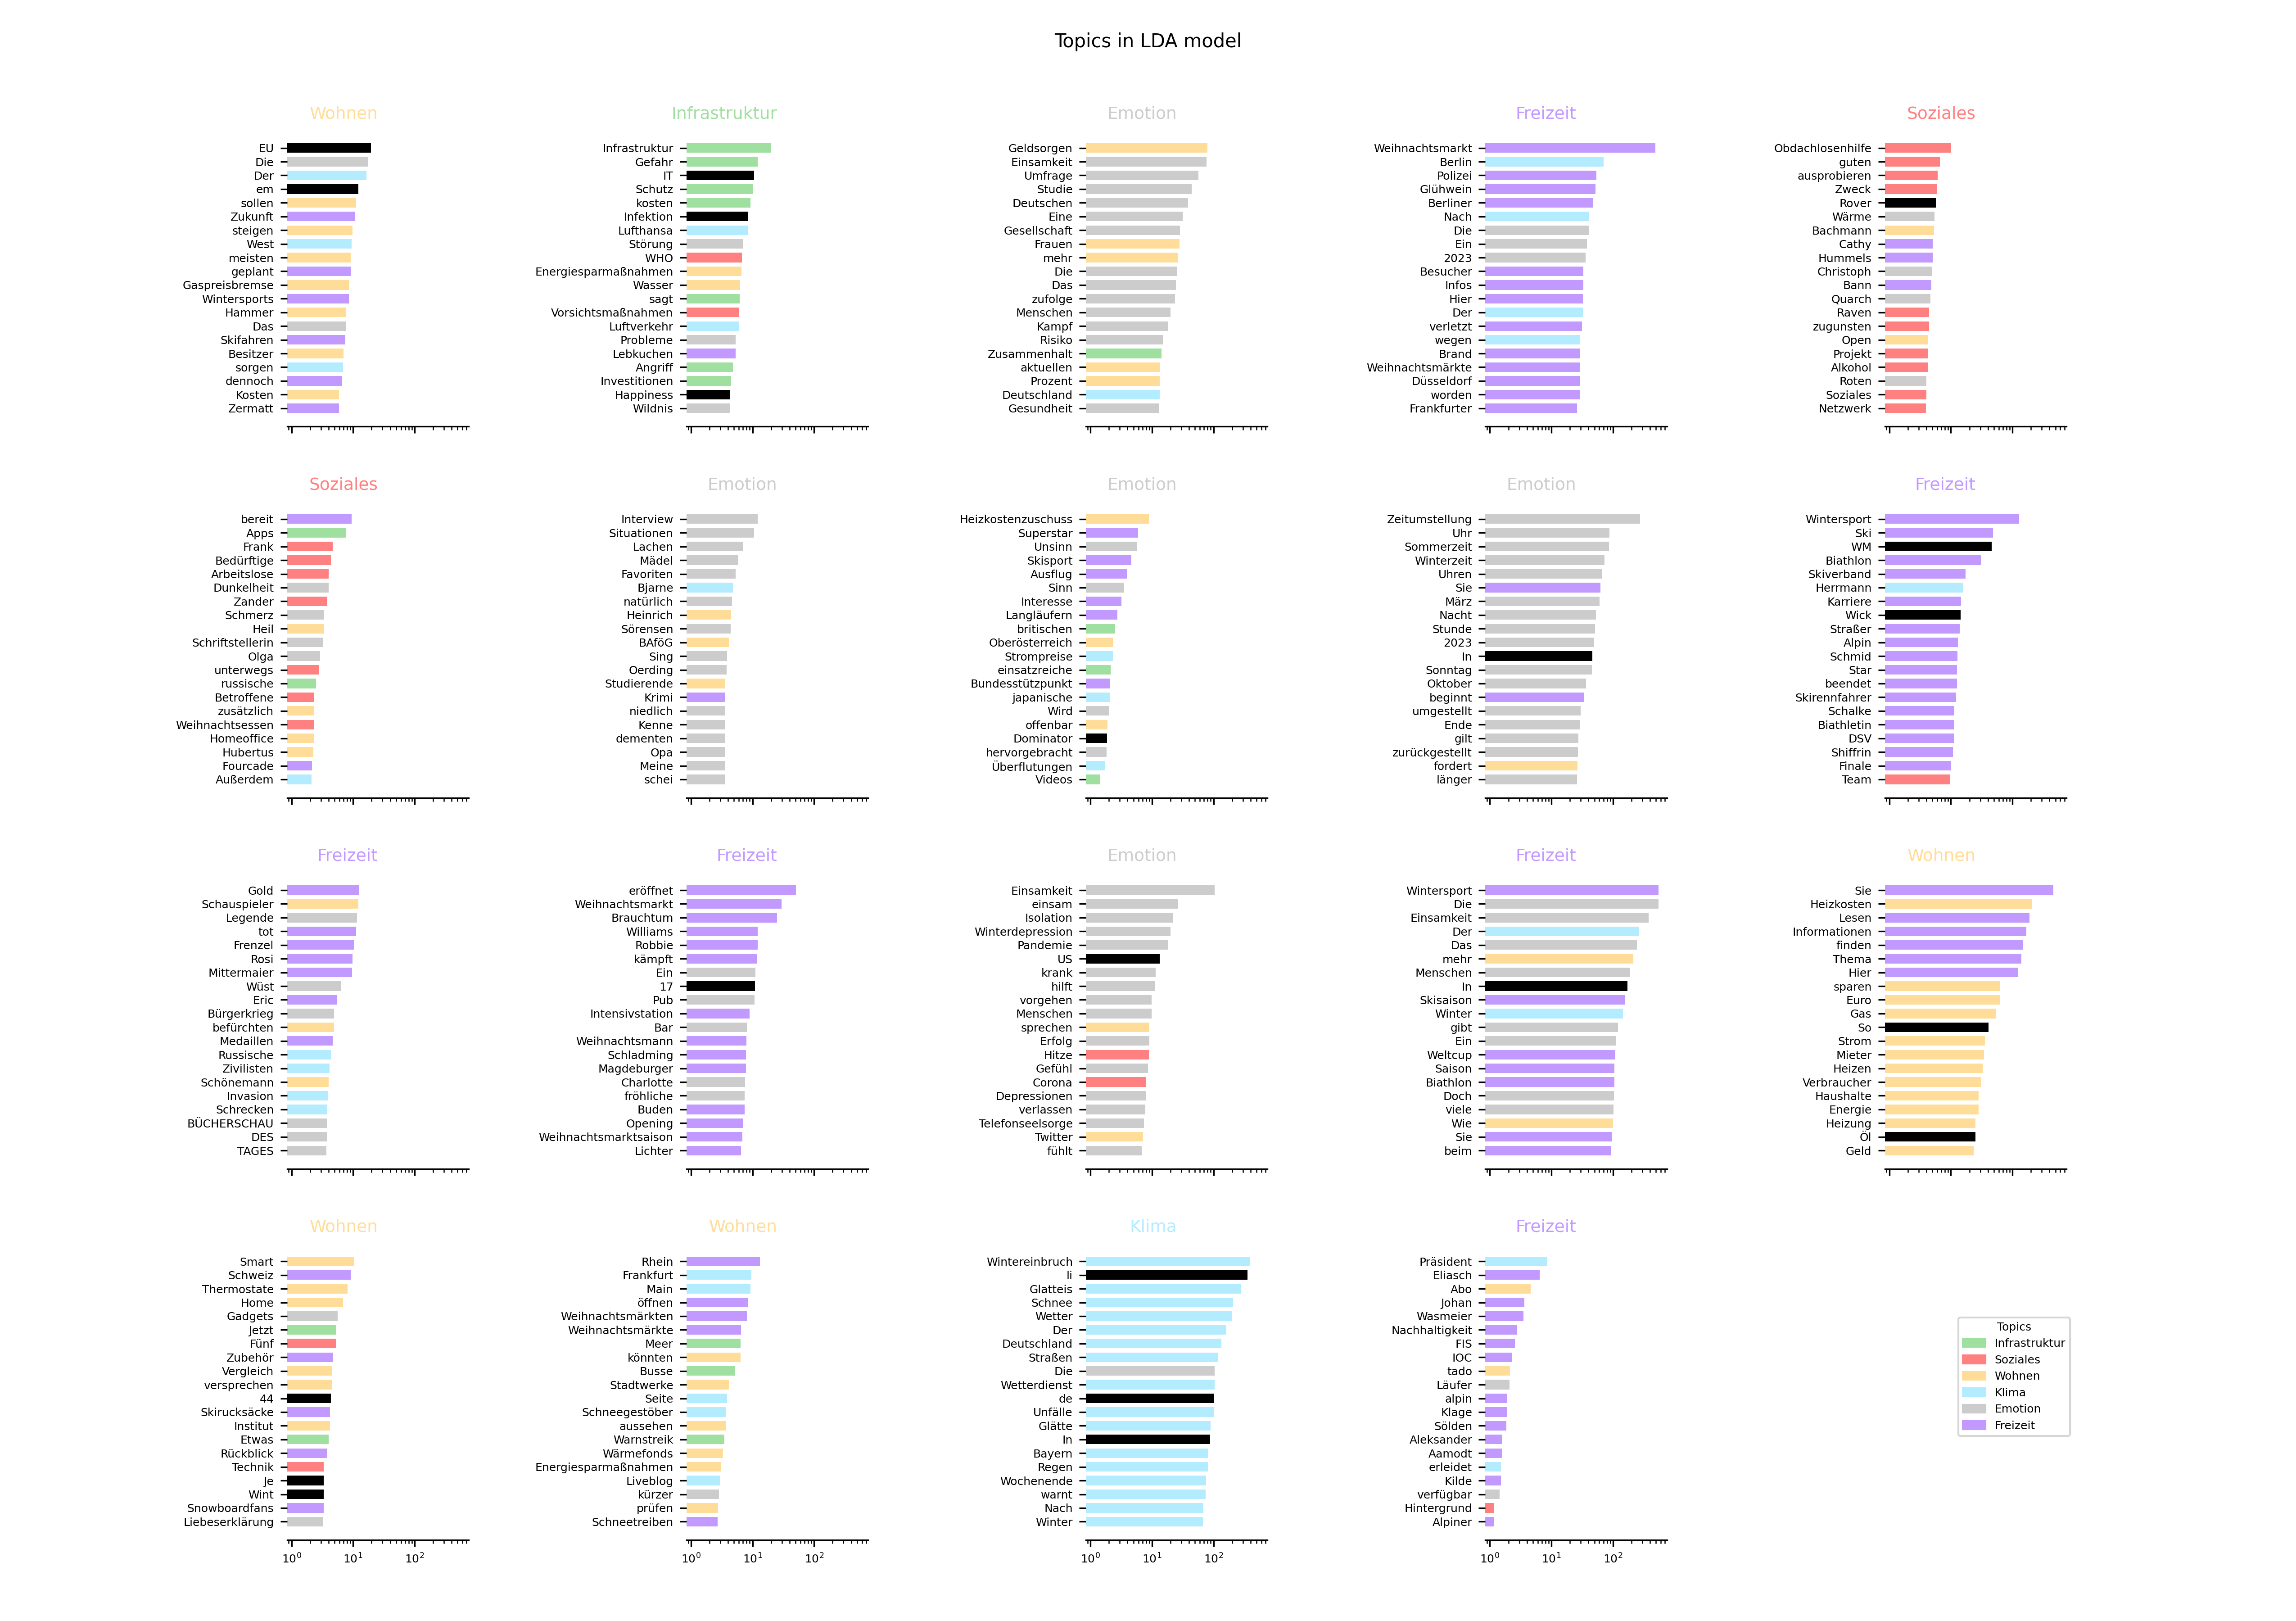 Topics in LDA model
Wohnen
EU
Die
Der
em
sollen
Zukunft
steigen
West
meisten
geplant
Gaspreisbremse
Wintersports
Hammer
Das
Skifahren
Besitzer
sorgen
dennoch
Kosten
Zermatt
Infrastruktur
Infrastruktur
Gefahr
IT
Schutz
kosten
Infektion
Lufthansa
Störung
WHO
Energiesparmaßnahmen
Wasser
sagt
Vorsichtsmaßnahmen
Luftverkehr
Probleme
Lebkuchen
Angriff
Investitionen
Happiness
Wildnis
Emotion
Geldsorgen
Einsamkeit
Umfrage
Studie
Deutschen
Eine
Gesellschaft
Frauen
mehr
Die
Das
zufolge
Menschen
Kampf
Risiko
Zusammenhalt
aktuellen
Prozent
Deutschland
Gesundheit
Freizeit
Weihnachtsmarkt
Berlin
Polizei
Glühwein
Berliner
Nach
Die
Ein
2023
Besucher
Infos
Hier
Der
verletzt
wegen
Brand
Weihnachtsmärkte
Düsseldorf
worden
Frankfurter
Soziales
Obdachlosenhilfe
guten
ausprobieren
Zweck
Rover
Wärme
Bachmann
Cathy
Hummels
Christoph
Bann
Quarch
Raven
zugunsten
Open
Projekt
Alkohol
Roten
Soziales
Netzwerk
Soziales
bereit
Apps
Frank
Bedürftige
Arbeitslose
Dunkelheit
Zander
Schmerz
Heil
Schriftstellerin
Olga
unterwegs
russische
Betroffene
zusätzlich
Weihnachtsessen
Homeoffice
Hubertus
Fourcade
Außerdem
Emotion
Interview
Situationen
Lachen
Mädel
Favoriten
Bjarne
natürlich
Heinrich
Sörensen
BAföG
Sing
Oerding
Studierende
Krimi
niedlich
Kenne
dementen
Opa
Meine
schei
Emotion
Heizkostenzuschuss
Superstar
Unsinn
Skisport
Ausflug
Sinn
Interesse
Langläufern
britischen
Oberösterreich
Strompreise
einsatzreiche
Bundesstützpunkt
japanische
Wird
offenbar
Dominator
hervorgebracht
Überflutungen
Videos
Emotion
Zeitumstellung
Uhr
Sommerzeit
Winterzeit
Uhren
Sie
März
Nacht
Stunde
2023
In
Sonntag
Oktober
beginnt
umgestellt
Ende
gilt
zurückgestellt
fordert
länger
Freizeit
Wintersport
Ski
WM
Biathlon
Skiverband
Herrmann
Karriere
Wick
Straßer
Alpin
Schmid
Star
beendet
Skirennfahrer
Schalke
Biathletin
DSV
Shiffrin
Finale
Team
Freizeit
Gold
Schauspieler
Legende
tot
Frenzel
Rosi
Mittermaier
Wüst
Eric
Bürgerkrieg
befürchten
Medaillen
Russische
Zivilisten
Schönemann
Invasion
Schrecken
BÜCHERSCHAU
DES
TAGES
Freizeit
eröffnet
Weihnachtsmarkt
Brauchtum
Williams
Robbie
kämpft
Ein
17
Pub
Intensivstation
Bar
Weihnachtsmann
Schladming
Magdeburger
Charlotte
fröhliche
Buden
Opening
Weihnachtsmarktsaison
Lichter
Emotion
Einsamkeit
einsam
Isolation
Winterdepression
Pandemie
US
krank
hilft
vorgehen
Menschen
sprechen
Erfolg
Hitze
Gefühl
Corona
Depressionen
verlassen
Telefonseelsorge
Twitter
fühlt
Freizeit
Wintersport
Die
Einsamkeit
Der
Das
mehr
Menschen
In
Skisaison
Winter
gibt
Ein
Weltcup
Saison
Biathlon
Doch
viele
Wie
Sie
beim
Wohnen
Sie
Heizkosten
Lesen
Informationen
finden
Thema
Hier
sparen
Euro
Gas
So
Strom
Mieter
Heizen
Verbraucher
Haushalte
Energie
Heizung
Öl
Geld
Wohnen
Smart
Schweiz
Thermostate
Home
Gadgets
Jetzt
Fünf
Zubehör
Vergleich
versprechen
44
Skirucksäcke
Institut
Etwas
Rückblick
Technik
Je
Wint
Snowboardfans
Liebeserklärung
10⁰ 10¹ 10²
Wohnen
Rhein
Frankfurt
Main
öffnen
Weihnachtsmärkten
Weihnachtsmärkte
Meer
könnten
Busse
Stadtwerke
Seite
Schneegestöber
aussehen
Warnstreik
Wärmefonds
Energiesparmaßnahmen
Liveblog
kürzer
prüfen
Schneetreiben
10⁰ 10¹ 10²
Klima
Wintereinbruch
li
Glatteis
Schnee
Wetter
Der
Deutschland
Straßen
Die
Wetterdienst
de
Unfälle
Glätte
In
Bayern
Regen
Wochenende
warnt
Nach
Winter
10⁰ 10¹ 10²
Freizeit
Präsident
Eliasch
Abo
Johan
Wasmeier
Nachhaltigkeit
FIS
IOC
tado
Läufer
alpin
Klage
Sölden
Aleksander
Aamodt
erleidet
Kilde
verfügbar
Hintergrund
Alpiner
10⁰ 10¹ 10²
Topics
Infrastruktur
Soziales
Wohnen
Klima
Emotion
Freizeit